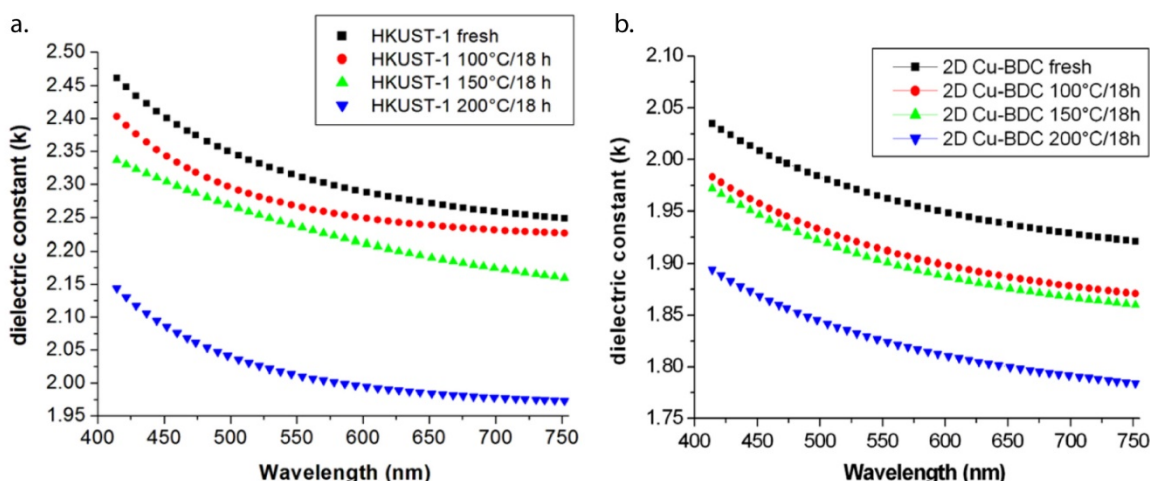 a.
HKUST-1 fresh
HKUST-1 100°C/18 h
HKUST-1 150°C/18 h
HKUST-1 200°C/18 h
dielectric constant (k)
2.50
2.45
2.40
2.35
2.30
2.25
2.20
2.15
2.10
2.05
2.00
1.95
400 450 500 550 600 650 700 750
Wavelength (nm)
b.
2D Cu-BDC fresh
2D Cu-BDC 100°C/18h
2D Cu-BDC 150°C/18h
2D Cu-BDC 200°C/18h
dielectric constant (k)
2.10
2.05
2.00
1.95
1.90
1.85
1.80
1.75
400 450 500 550 600 650 700 750
Wavelength (nm)